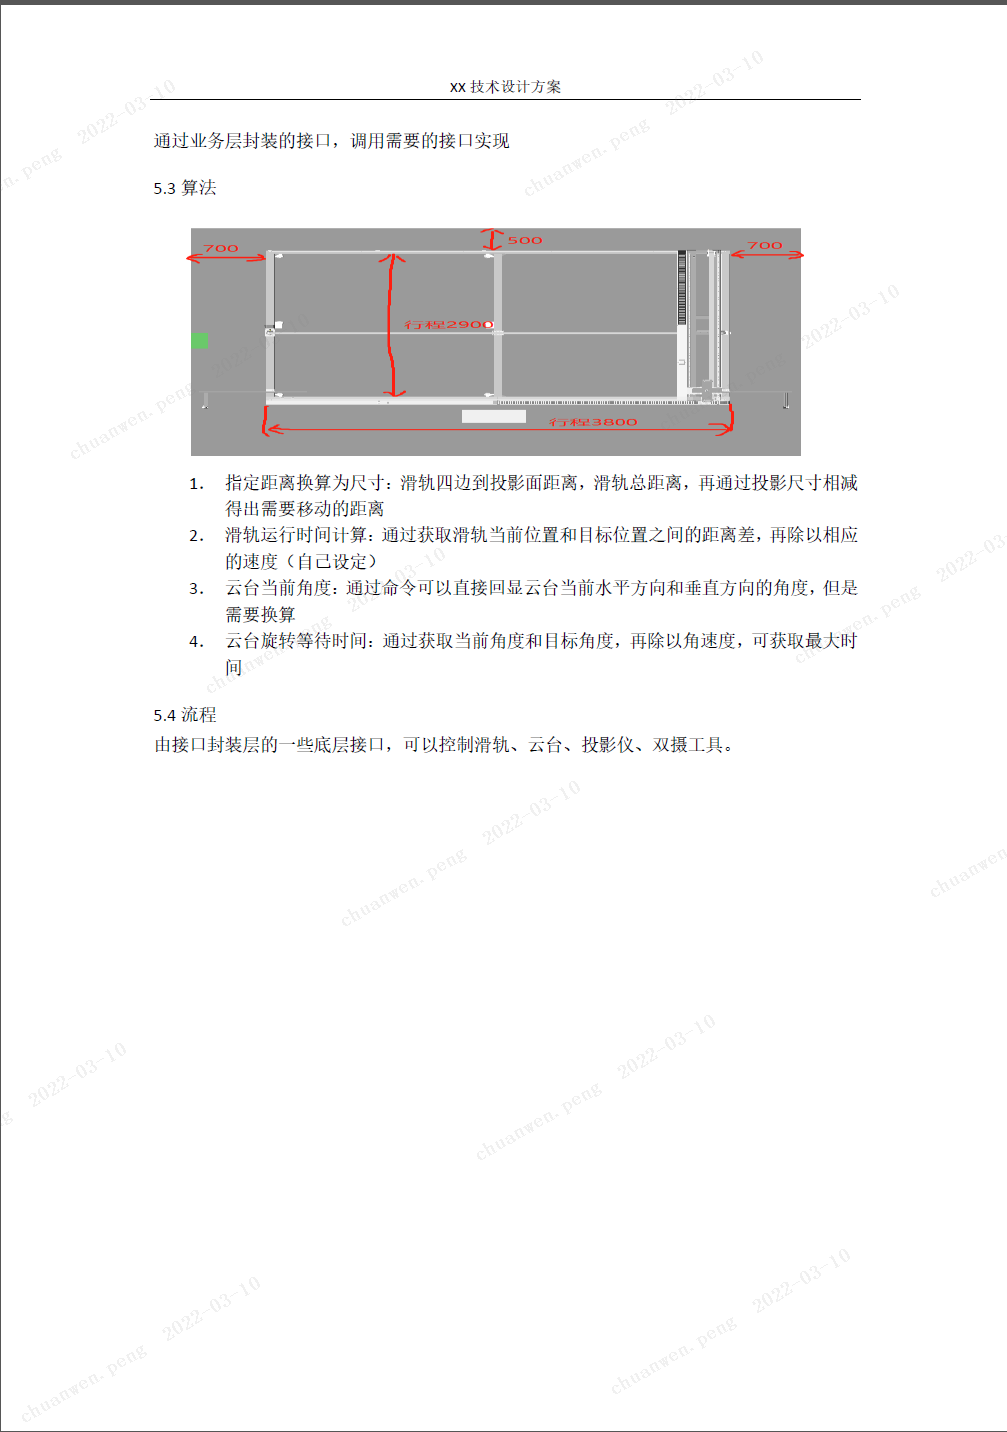 XX 技术设计方案
通过业务层封装的接口，调用需要的接口实现
5.3 算法
700
500
700
行程2900
行程3800
1. 指定距离换算为尺寸：滑轨四边到投影面距离，滑轨总距离，再通过投影尺寸相减
得出需要移动的距离
2. 滑轨运行时间计算：通过获取滑轨当前位置和目标位置之间的距离差，再除以相应
的速度（自己设定）
3. 云台当前角度：通过命令可以直接回显云台当前水平方向和垂直方向的角度，但是
需要换算
4. 云台旋转等待时间：通过获取当前角度和目标角度，再除以角速度，可获取最大时
间
5.4 流程
由接口封装层的一些底层接口，可以控制滑轨、云台、投影仪、双摄工具。
chuanwen.peng 2022-03-10
chuanwen.peng 2022-03-10
chuanwen.peng 2022-03-10
chuanwen.peng 2022-03-10
chuanwen.peng 2022-03-10
chuanwen.peng 2022-03-10
chuanwen.peng 2022-03-10